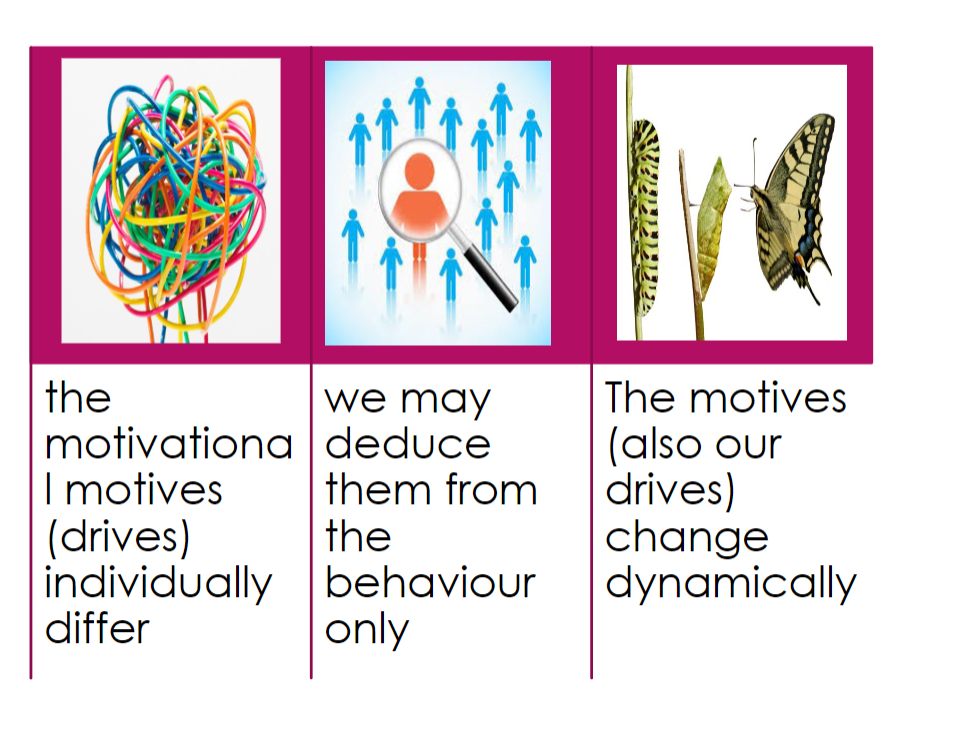 the
motivationa
l motives
(drives)
individually
differ
we may
deduce
them from
the
behaviour
only
The motives
(also our
drives)
change
dynamically